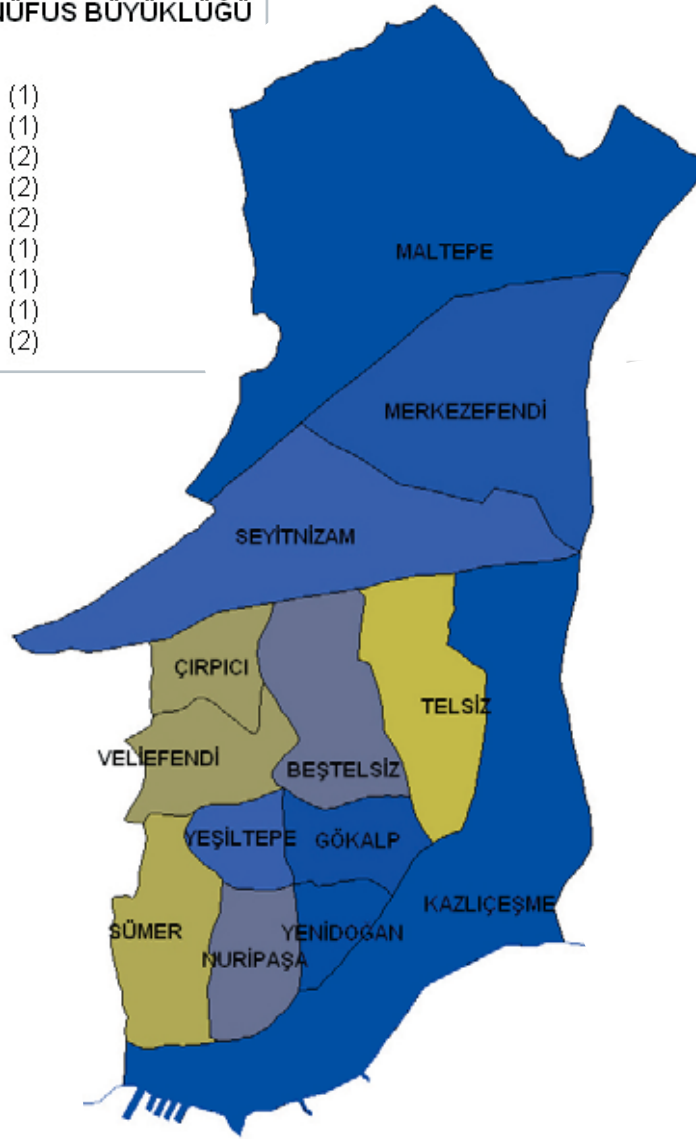 NÜFUS BÜYÜKLÜĞÜ
(1)
(1)
(2)
(2)
(2)
(1)
(1)
(1)
(2)
MALTEPE
MERKEZEFENDİ
SEYİTNİZAM
ÇIRPICI
TELSİZ
VELİEFENDİ
BEŞTELSİZ
YEŞİLTEPE
GÖKALP
KAZLIÇEŞME
SÜMER
YENİDOGAN
NURİPAŞA